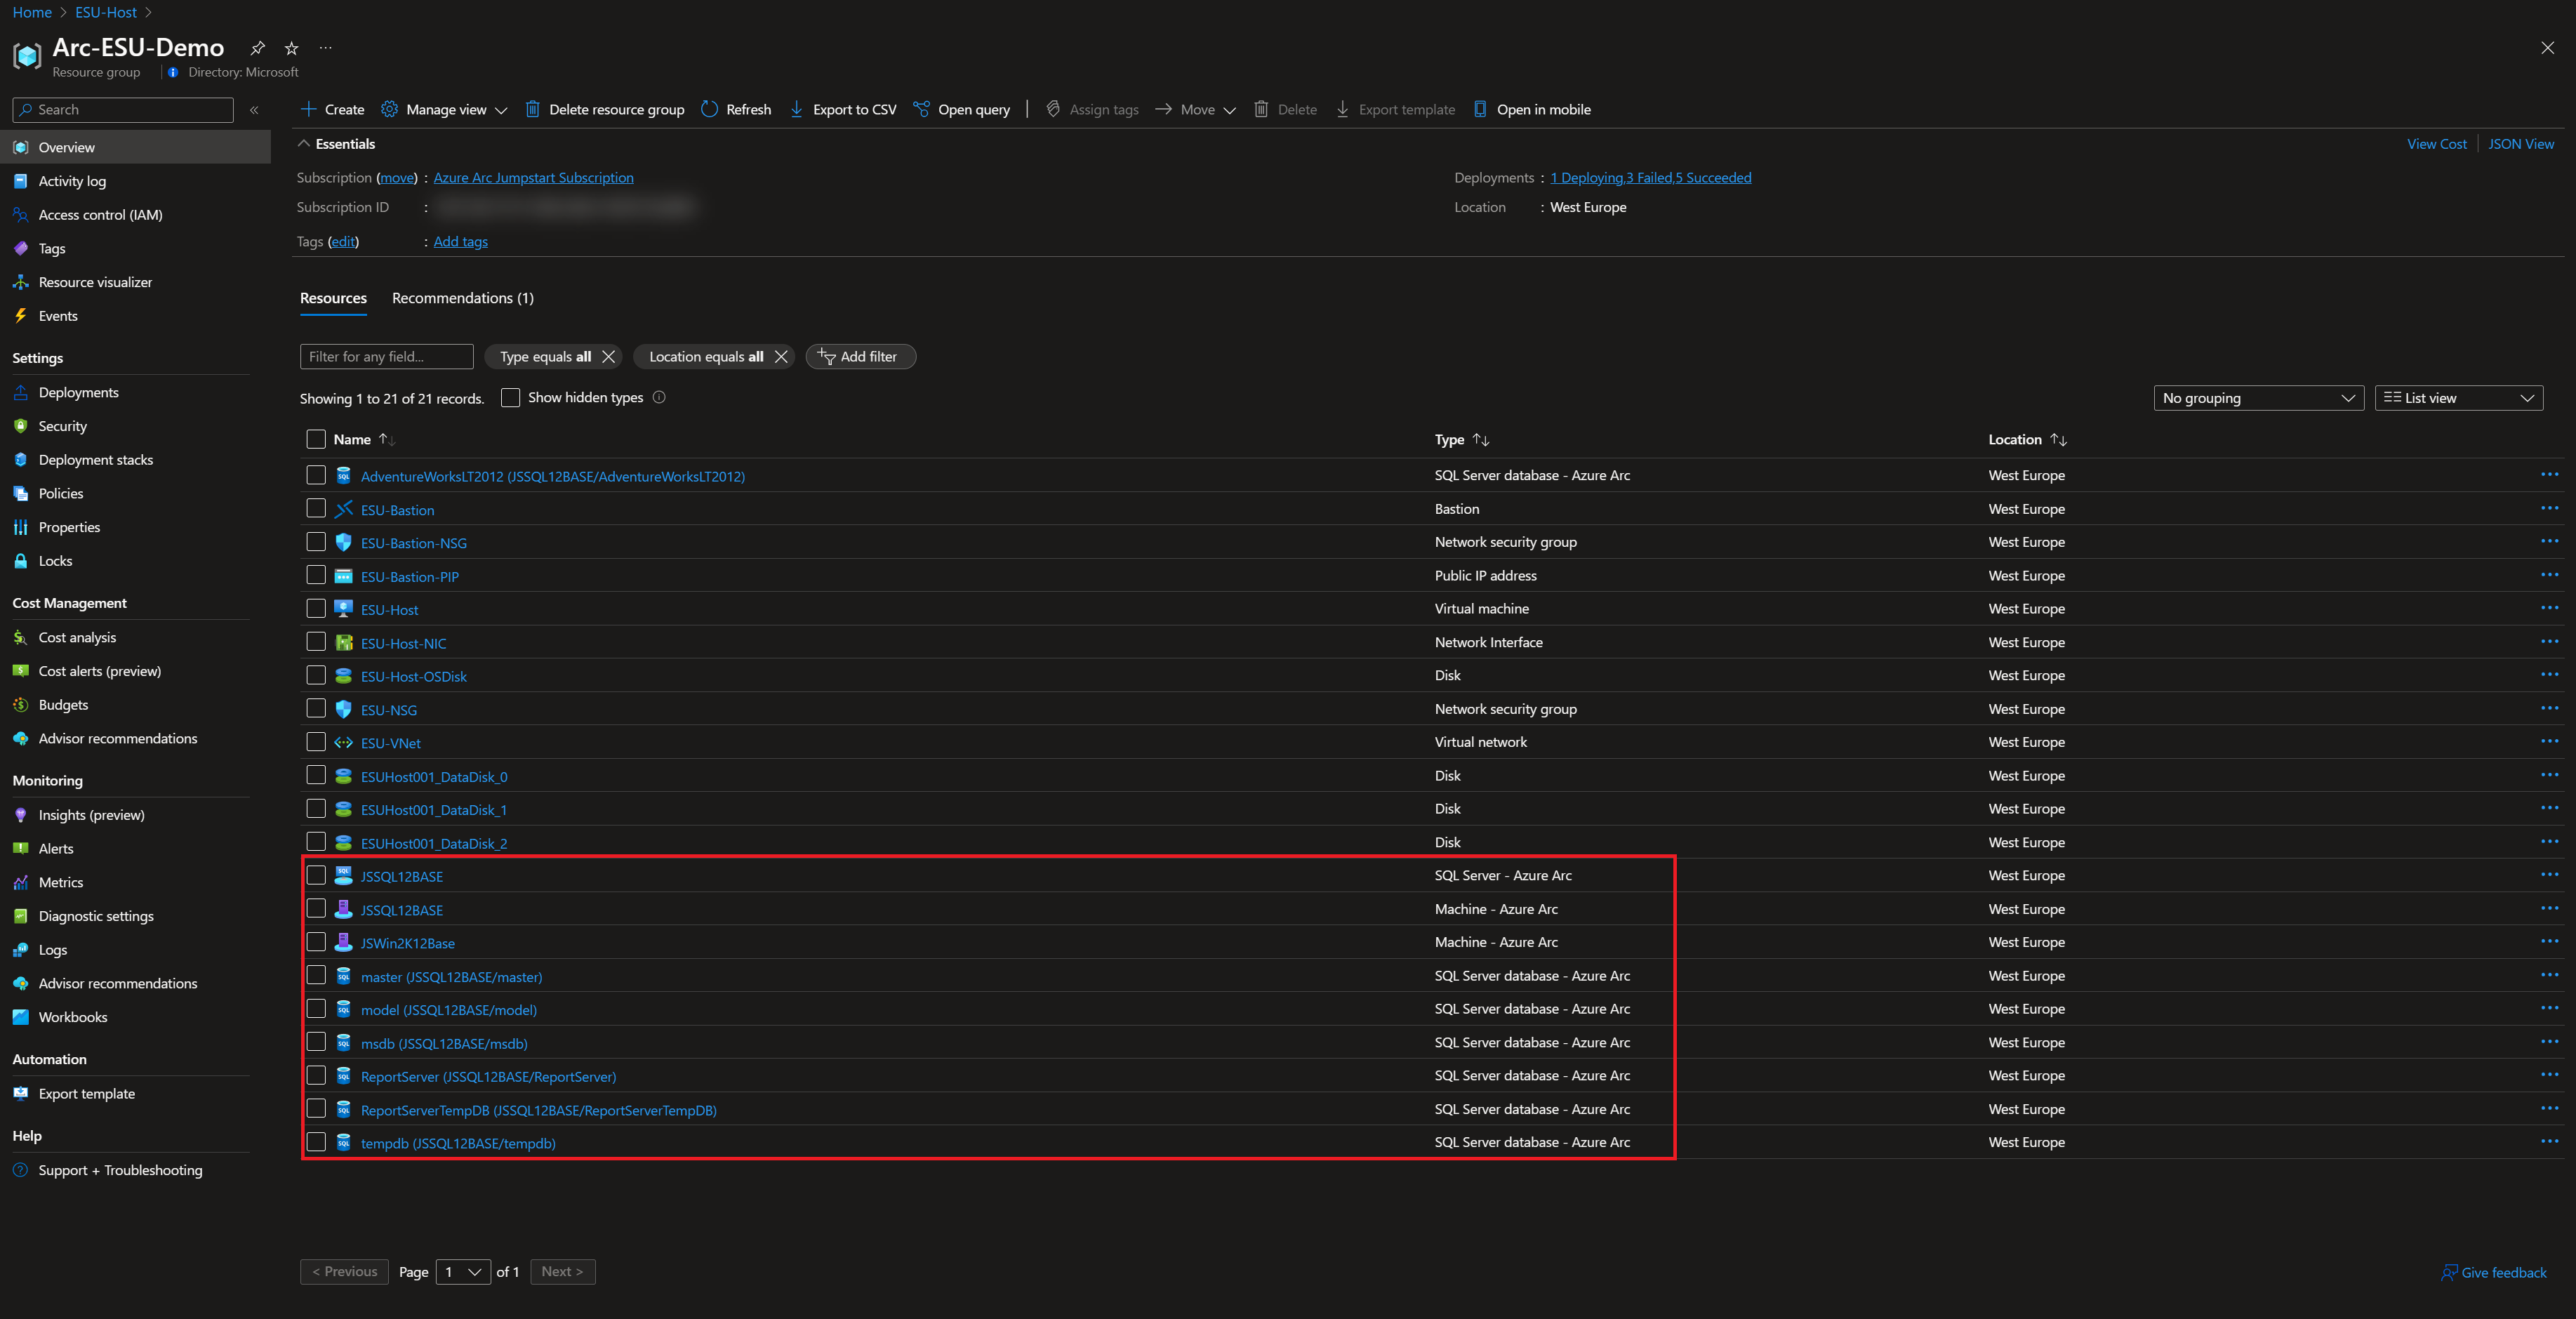 Home > ESU-Host >
Arc-ESU-Demo
Resource group
Directory: Microsoft
Search
Overview
Activity log
Access control (IAM)
Tags
Resource visualizer
Events
Settings
Deployments
Security
Deployment stacks
Policies
Properties
Locks
Cost Management
Cost analysis
Cost alerts (preview)
Budgets
Advisor recommendations
Monitoring
Insights (preview)
Alerts
Metrics
Diagnostic settings
Logs
Advisor recommendations
Workbooks
Automation
Export template
Help
Support + Troubleshooting
Create Manage view Delete resource group Refresh Export to CSV Open query Assign tags Move Delete Export template Open in mobile
Essentials
View Cost JSON View
Subscription (move) : Azure Arc Jumpstart Subscription
Deployments : 1 Deploying,3 Failed,5 Succeeded
Subscription ID :
Location : West Europe
Tags (edit) : Add tags
Resources Recommendations (1)
Filter for any field... Type equals all Location equals all Add filter
Showing 1 to 21 of 21 records. Show hidden types
No grouping List view
Name Type Location
AdventureWorksLT2012 (JSSQL12BASE/AdventureWorksLT2012) SQL Server database - Azure Arc West Europe
ESU-Bastion Bastion West Europe
ESU-Bastion-NSG Network security group West Europe
ESU-Bastion-PIP Public IP address West Europe
ESU-Host Virtual machine West Europe
ESU-Host-NIC Network Interface West Europe
ESU-Host-OSDisk Disk West Europe
ESU-NSG Network security group West Europe
ESU-VNet Virtual network West Europe
ESUHost001_DataDisk_0 Disk West Europe
ESUHost001_DataDisk_1 Disk West Europe
ESUHost001_DataDisk_2 Disk West Europe
JSSQL12BASE SQL Server - Azure Arc West Europe
JSSQL12BASE Machine - Azure Arc West Europe
JSWin2K12Base Machine - Azure Arc West Europe
master (JSSQL12BASE/master) SQL Server database - Azure Arc West Europe
model (JSSQL12BASE/model) SQL Server database - Azure Arc West Europe
msdb (JSSQL12BASE/msdb) SQL Server database - Azure Arc West Europe
ReportServer (JSSQL12BASE/ReportServer) SQL Server database - Azure Arc West Europe
ReportServerTempDB (JSSQL12BASE/ReportServerTempDB) SQL Server database - Azure Arc West Europe
tempdb (JSSQL12BASE/tempdb) SQL Server database - Azure Arc West Europe
< Previous Page 1 of 1 Next >
Give feedback